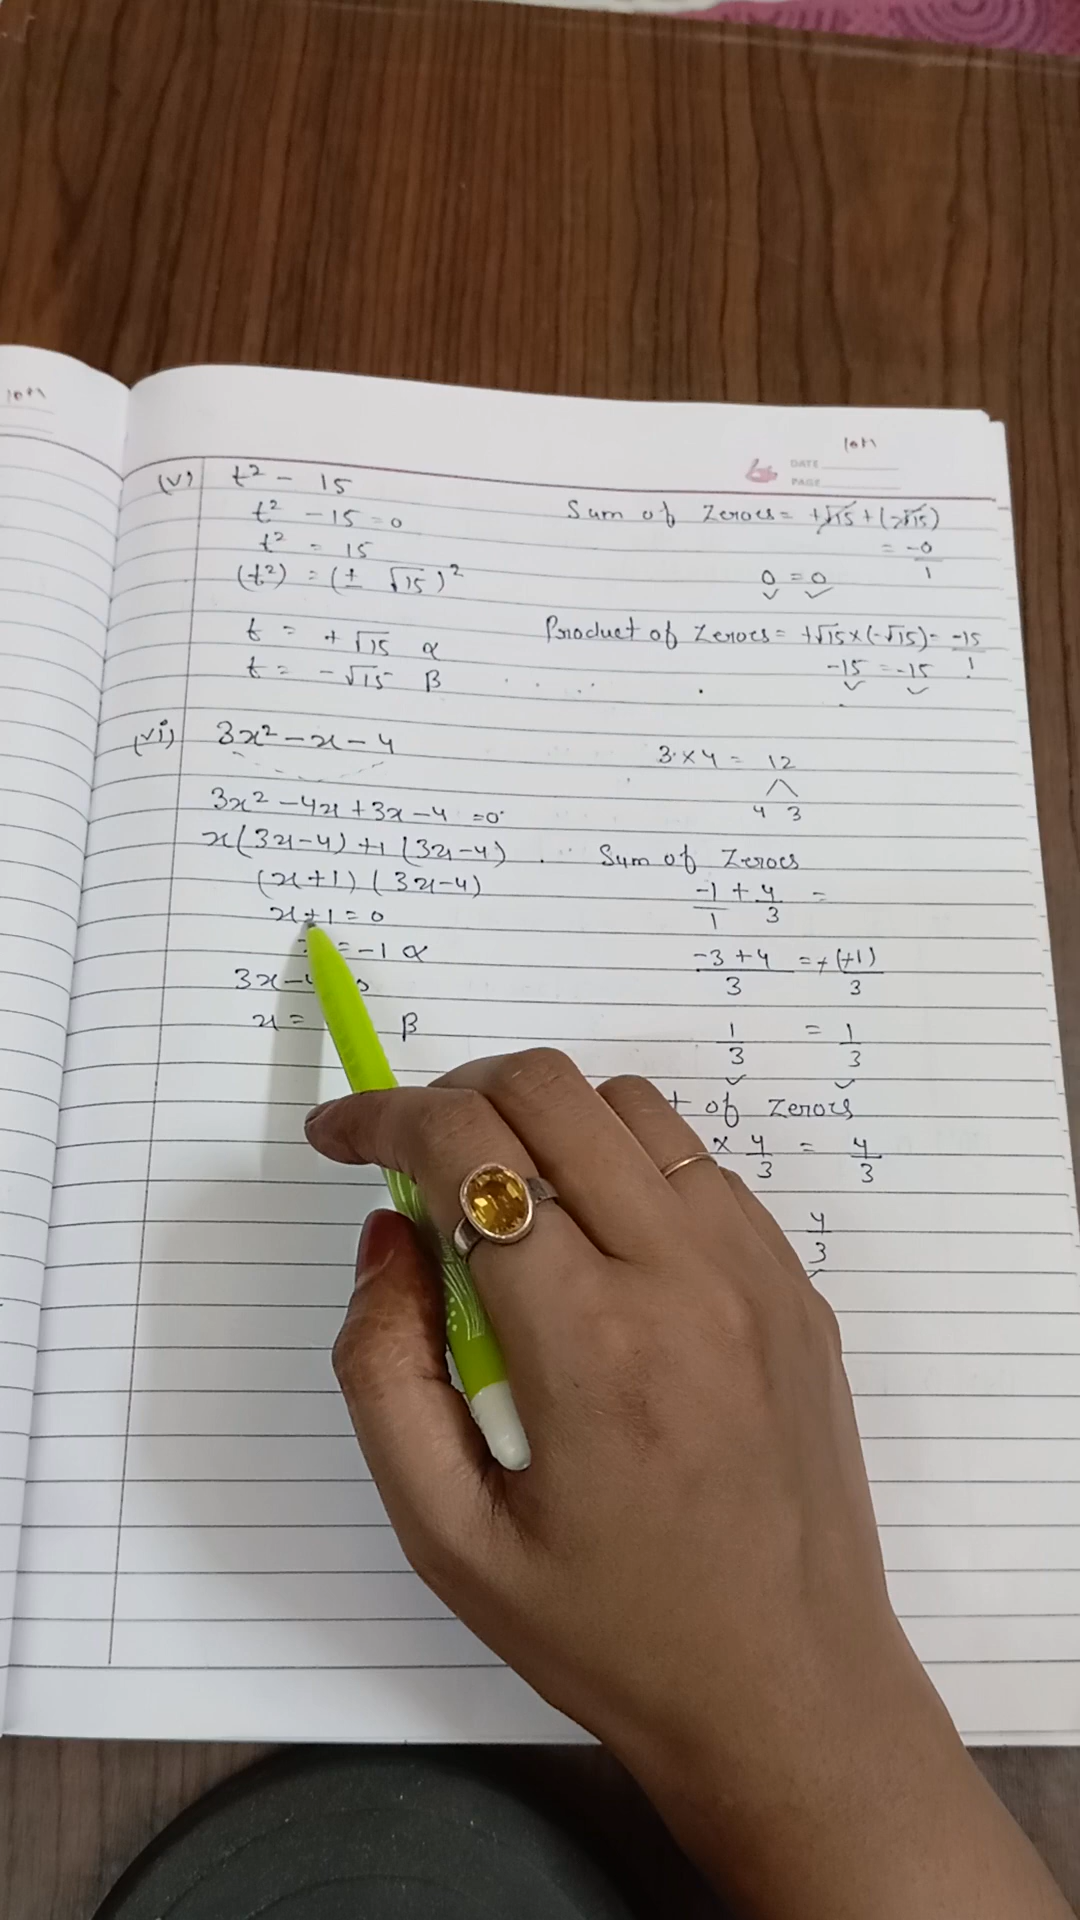 10th
10th
DATE
PAGE
(v) t² - 15
t² - 15 = 0
t² = 15
(t²) = (± √15)²
t = +√15 α
t = -√15 β
Sum of Zeroes = +√15 + (-√15)
= -0/1
0 = 0
Product of Zeroes = +√15 × (-√15) = -15/1
-15 = -15
(vi) 3x² - x - 4
3x² - 4x + 3x - 4 = 0
x(3x-4) +1 (3x-4)
(x+1) (3x-4)
x+1 = 0
= -1 α
3x-
x = β
3 × 4 = 12
4 3
Sum of Zeroes
-1/1 + 4/3 =
-3+4/3 = +(+1)/3
1/3 = 1/3
of Zeroes
× 4/3 = 4/3
4/3